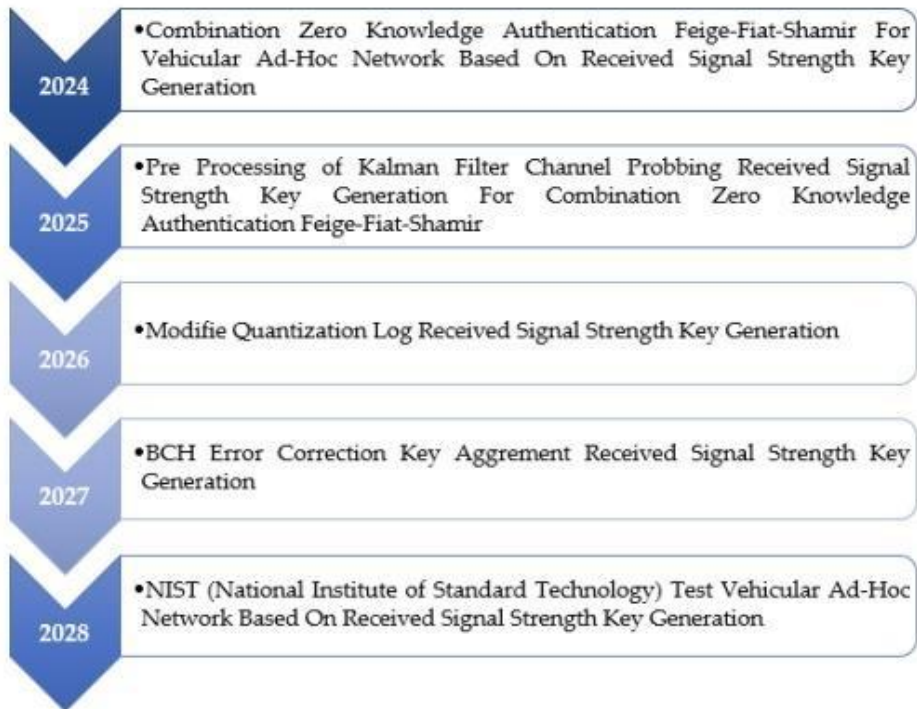 2024
•Combination Zero Knowledge Authentication Feige-Fiat-Shamir For
Vehicular Ad-Hoc Network Based On Received Signal Strength Key
Generation
2025
•Pre Processing of Kalman Filter Channel Probbing Received Signal
Strength Key Generation For Combination Zero Knowledge
Authentication Feige-Fiat-Shamir
2026
•Modifie Quantization Log Received Signal Strength Key Generation
2027
•BCH Error Correction Key Aggrement Received Signal Strength Key
Generation
2028
•NIST (National Institute of Standard Technology) Test Vehicular Ad-Hoc
Network Based On Received Signal Strength Key Generation